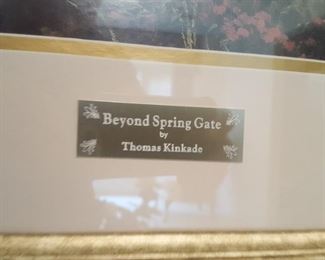 Beyond Spring Gate
by
Thomas Kinkade